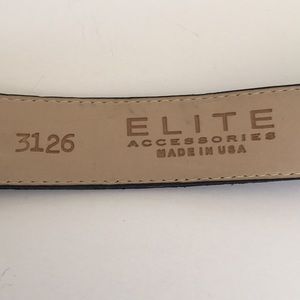 3126
ELITE
ACCESSORIES
MADE IN USA